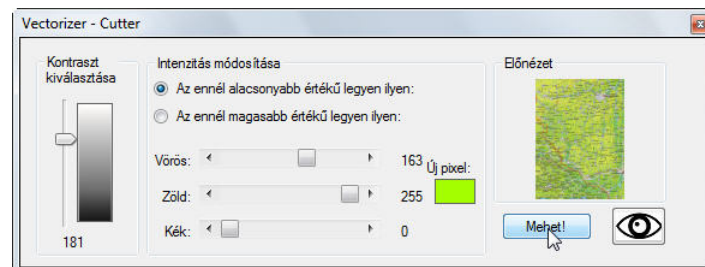 Vectorizer - Cutter
Kontraszt
kiválasztása
181
Intenzitás módosítása
Az ennél alacsonyabb értékű legyen ilyen:
Az ennél magasabb értékű legyen ilyen:
Vörös:
163
Zöld:
255
Kék:
0
Új pixel:
Előnézet
Mehet!